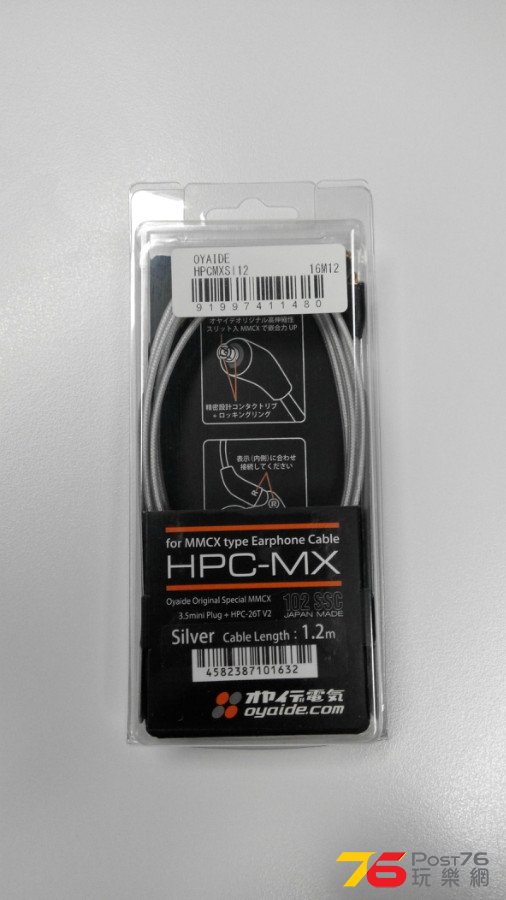 OYAIDE
HPCMXSI12 16M12
91997411480
オヤイデオリジナル高伸縮性
スリット入MMCXで嵌合力UP
精密設計コンタクトリブ
+ロッキングリング
表示(内側)に合わせ
接続してください
R
R
for MMCX type Earphone Cable
HPC-MX
Oyaide Original Special MMCX
3.5mini Plug + HPC-26T V2
102 SSC
JAPAN MADE
Silver Cable Length : 1.2m
4582387101632
オヤイデ電気
oyaide.com
76 Post76
玩樂網